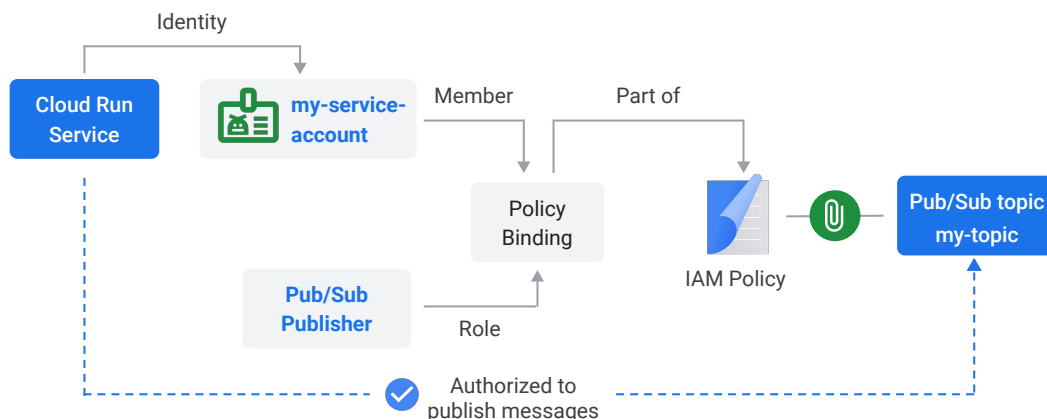 Identity
Cloud Run
Service
my-service-
account
Member
Part of
Policy
Binding
Pub/Sub topic
my-topic
IAM Policy
Pub/Sub
Publisher
Role
Authorized to
publish messages